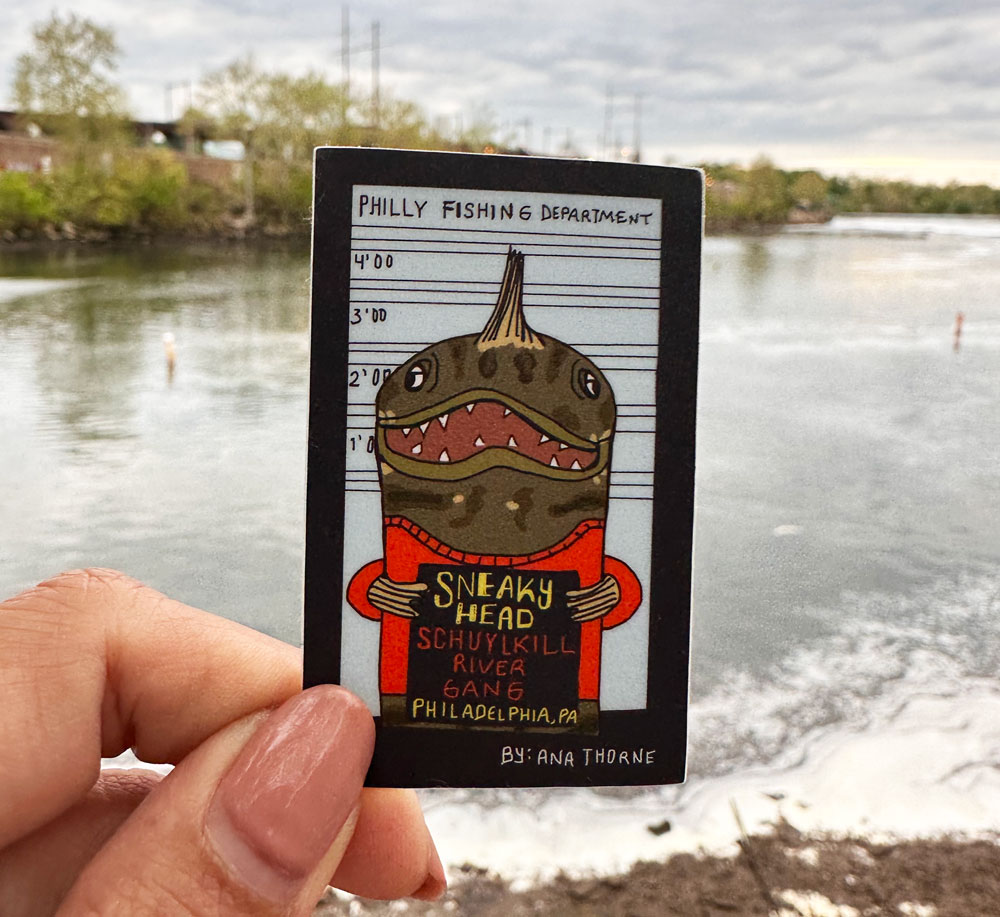 PHILLY FISHING DEPARTMENT
4'00
3'00
2'00
1'0
SNEAKY
HEAD
SCHUYLKILL
RIVER
GANG
PHILADELPHIA, PA
BY: ANA THORNE